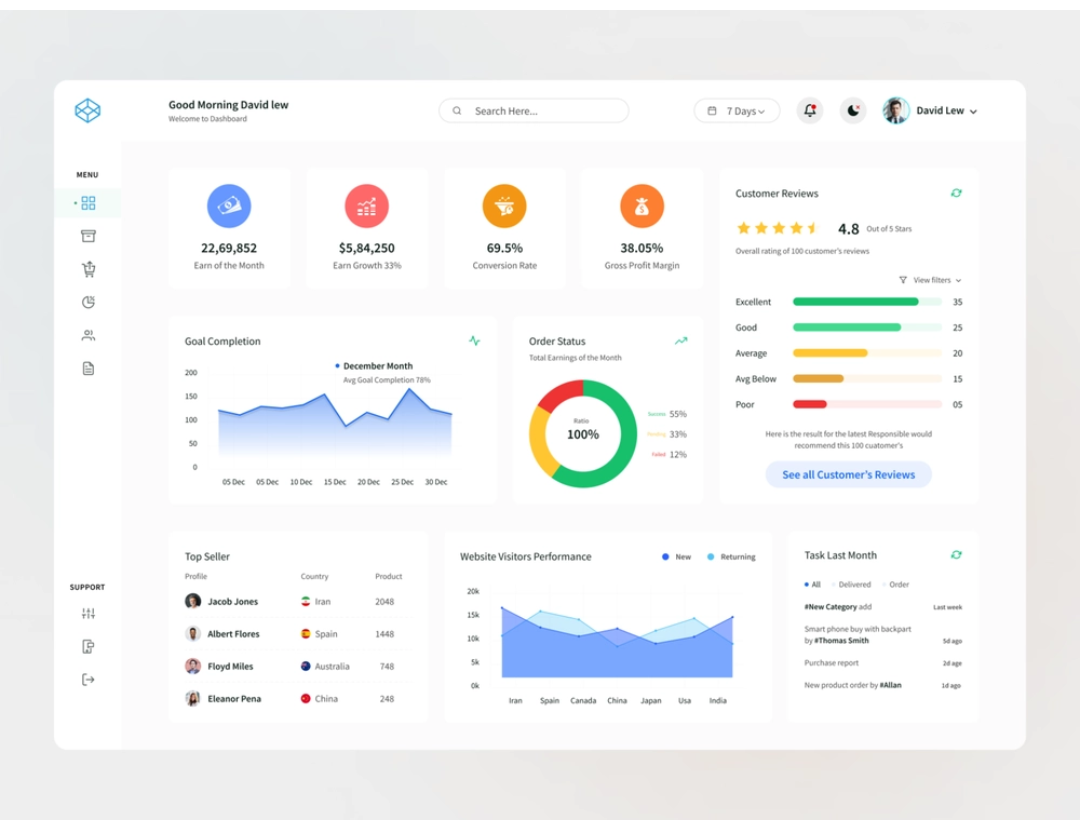 Good Morning David lew
Welcome to Dashboard
Search Here...
7 Days
David Lew
MENU
SUPPORT
22,69,852
Earn of the Month
$5,84,250
Earn Growth 33%
69.5%
Conversion Rate
38.05%
Gross Profit Margin
Customer Reviews
4.8 Out of 5 Stars
Overall rating of 100 customer's reviews
View filters
Excellent 35
Good 25
Average 20
Avg Below 15
Poor 05
Here is the result for the latest Responsible would
recommend this 100 cuatomer's
See all Customer's Reviews
Goal Completion
December Month
Avg Goal Completion 78%
200
150
100
50
0
05 Dec 05 Dec 10 Dec 15 Dec 20 Dec 25 Dec 30 Dec
Order Status
Total Earnings of the Month
Ratio
100%
Success 55%
Pending 33%
Failed 12%
Top Seller
Profile Country Product
Jacob Jones Iran 2048
Albert Flores Spain 1448
Floyd Miles Australia 748
Eleanor Pena China 248
Website Visitors Performance
New Returning
20k
15k
10k
5k
0k
Iran Spain Canada China Japan Usa India
Task Last Month
All Delivered Order
#New Category add Last week
Smart phone buy with backpart
by #Thomas Smith 5d ago
Purchase report 2d ago
New product order by #Allan 1d ago